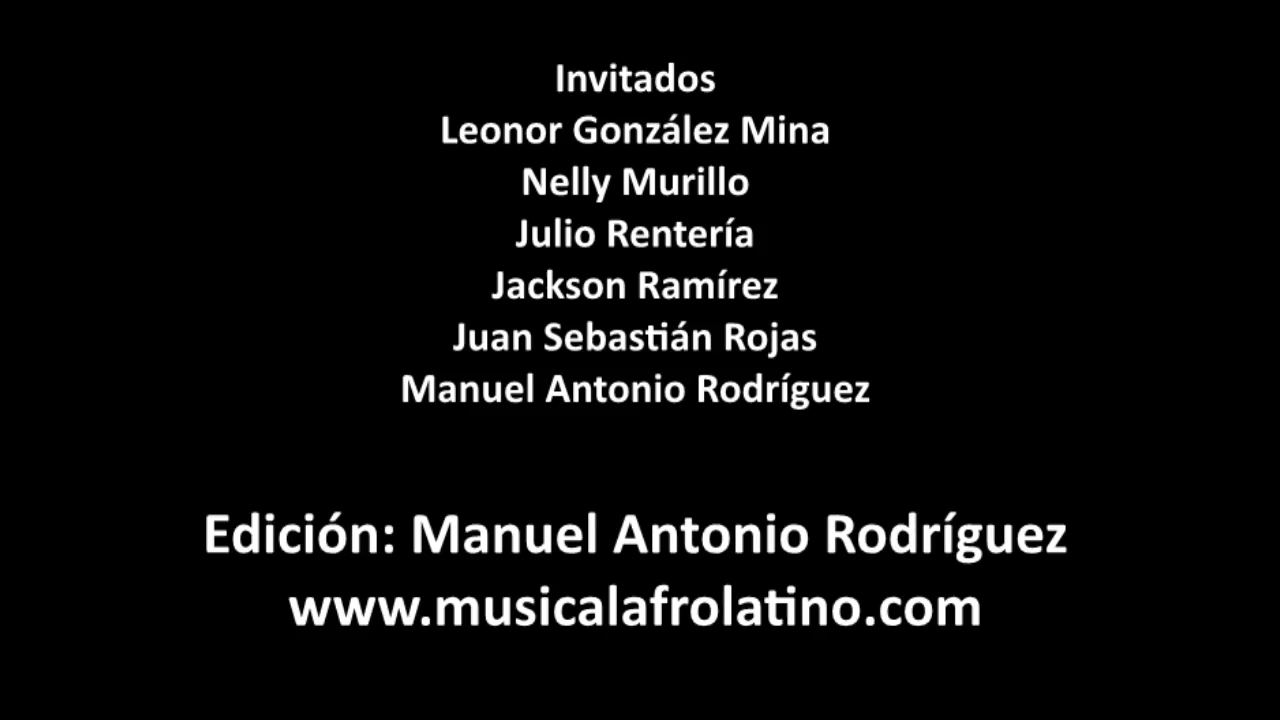 Invitados
Leonor González Mina
Nelly Murillo
Julio Rentería
Jackson Ramírez
Juan Sebastián Rojas
Manuel Antonio Rodríguez
Edición: Manuel Antonio Rodríguez
www.musicalafrolatino.com